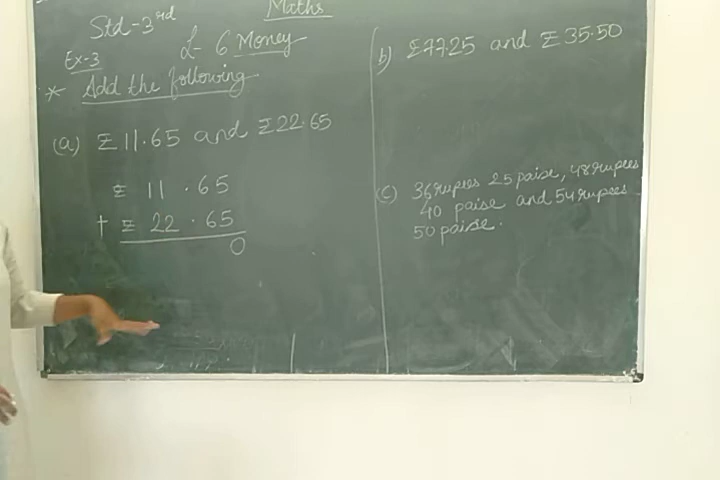 Maths
Std-3rd
L-6 Money
Ex-3
* Add the following
(a) ₹11.65 and ₹22.65
₹ 11.65
+ ₹ 22.65
0
b) ₹77.25 and ₹35.50
(c) 36 rupees 25 paise, 48 rupees
40 paise and 54 rupees
50 paise.